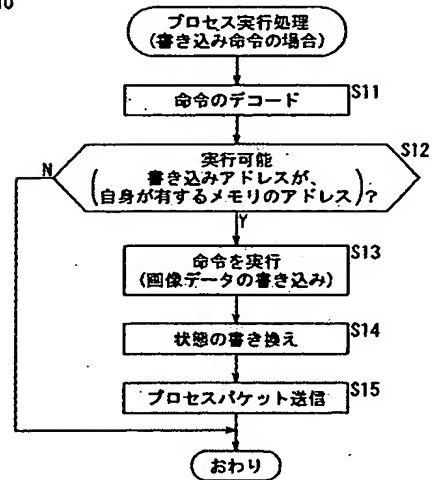 プロセス実行処理
(書き込み命令の場合)
命令のデコード
S11
S12
実行可能
(書き込みアドレスが、
自身が有するメモリのアドレス)?
N
Y
S13
命令を実行
(画像データの書き込み)
S14
状態の書き換え
S15
プロセスパケット送信
おわり